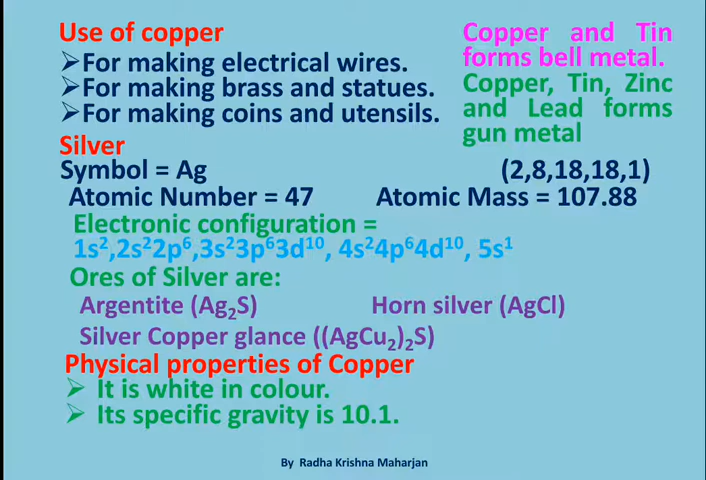 Use of copper
➢For making electrical wires.
➢For making brass and statues.
➢For making coins and utensils.
Copper and Tin
forms bell metal.
Copper, Tin, Zinc
and Lead forms
gun metal
Silver
Symbol = Ag (2,8,18,18,1)
Atomic Number = 47 Atomic Mass = 107.88
Electronic configuration =
1s²,2s²2p⁶,3s²3p⁶3d¹⁰, 4s²4p⁶4d¹⁰, 5s¹
Ores of Silver are:
Argentite (Ag₂S) Horn silver (AgCl)
Silver Copper glance ((AgCu₂)₂S)
Physical properties of Copper
➢ It is white in colour.
➢ Its specific gravity is 10.1.
By Radha Krishna Maharjan